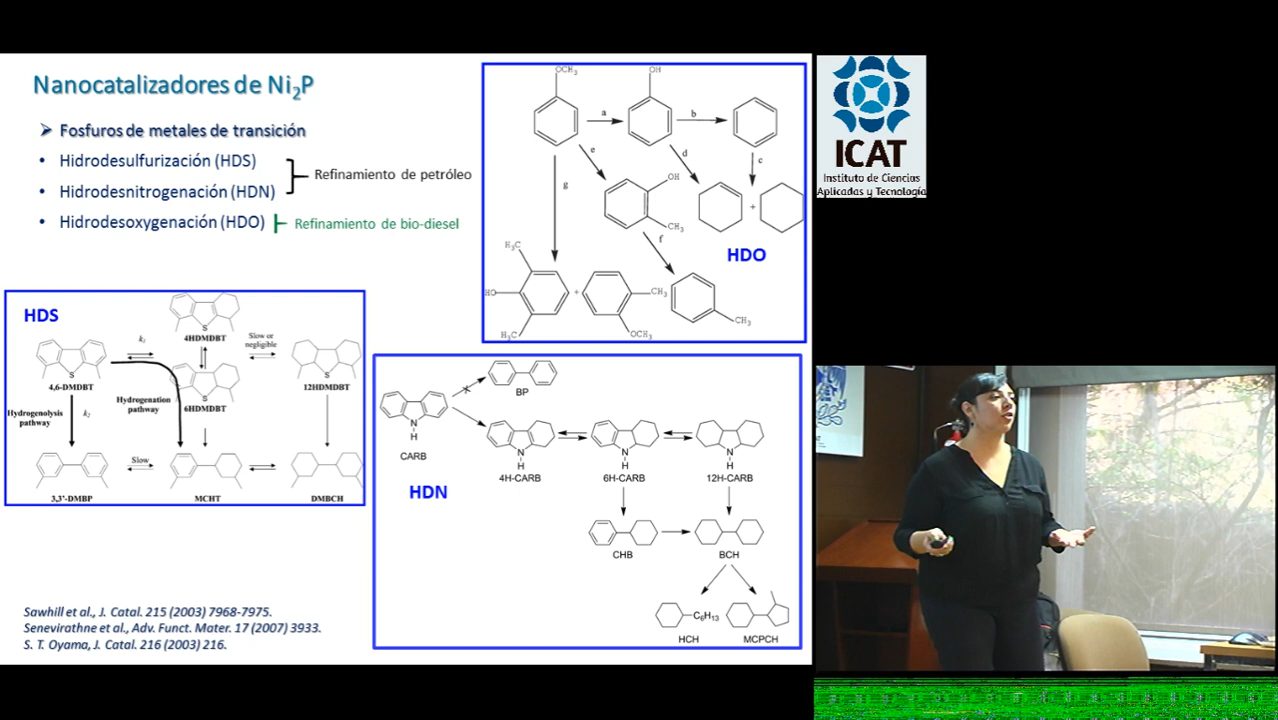 Nanocatalizadores de Ni₂P
➢ Fosfuros de metales de transición
• Hidrodesulfurización (HDS)
• Hidrodesnitrogenación (HDN)
Refinamiento de petróleo
• Hidrodesoxygenación (HDO)
Refinamiento de bio-diesel
OCH₃
OH
a
b
e
d
c
g
OH
CH₃
+
f
HDO
H₃C
HO
H₃C
+
CH₃
OCH₃
CH₃
HDS
S
4HDMDBT
k₁
Slow or
negligible
S
4,6-DMDBT
S
6HDMDBT
S
12HDMDBT
Hydrogenolysis
pathway
k₂
Hydrogenation
pathway
Slow
3,3'-DMBP
MCHT
DMBCH
BP
N
H
CARB
N
H
4H-CARB
N
H
6H-CARB
N
H
12H-CARB
HDN
CHB
BCH
C₆H₁₃
HCH
MCPCH
Sawhill et al., J. Catal. 215 (2003) 7968-7975.
Senevirathne et al., Adv. Funct. Mater. 17 (2007) 3933.
S. T. Oyama, J. Catal. 216 (2003) 216.
ICAT
Instituto de Ciencias
Aplicadas y Tecnología